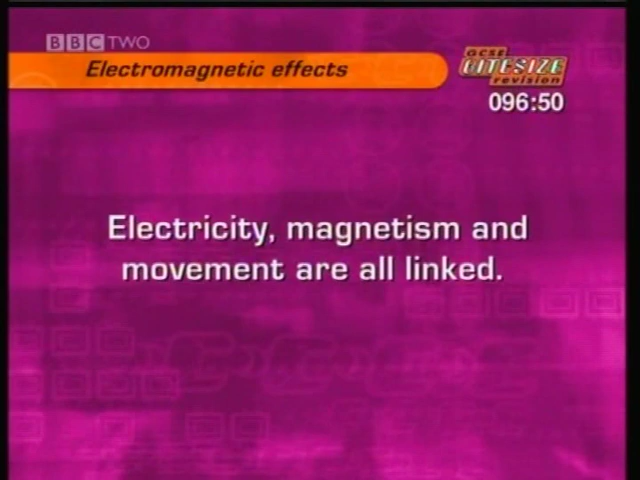 BBC TWO
Electromagnetic effects
GCSE
BITESIZE
revision
096:50
Electricity, magnetism and
movement are all linked.